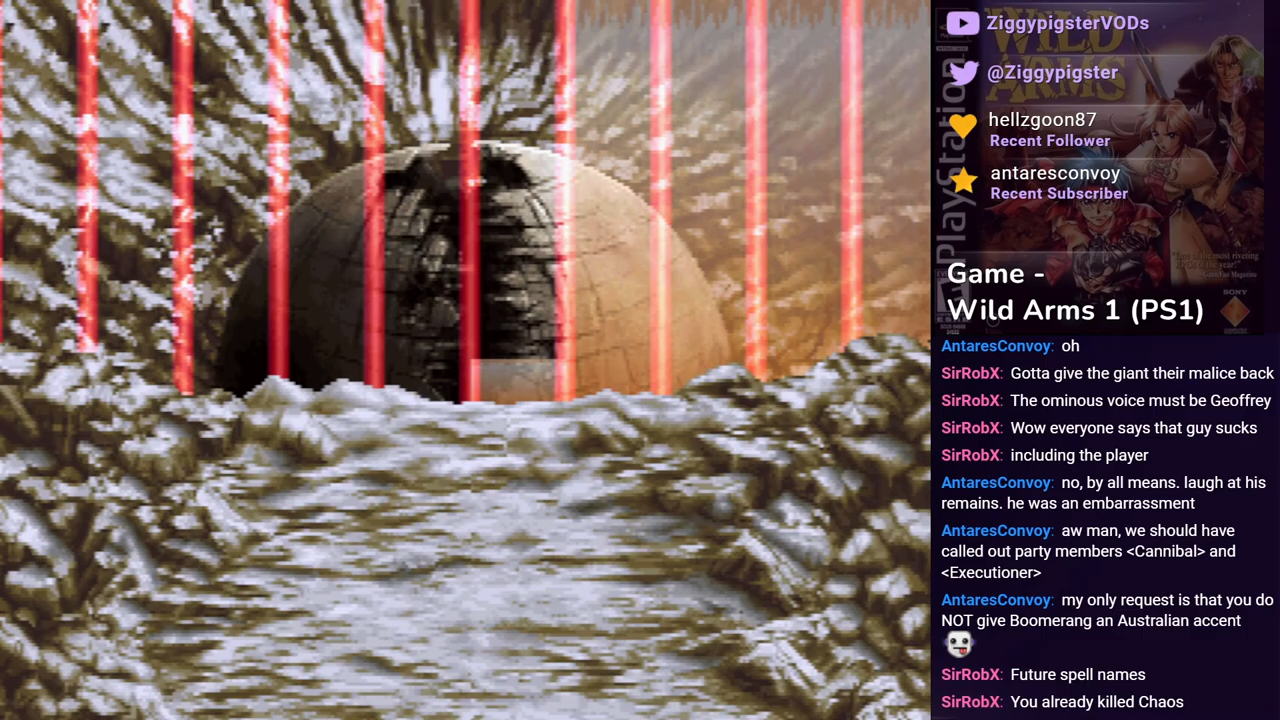 ZiggypigsterVODs
@Ziggypigster
hellzgoon87
Recent Follower
antaresconvoy
Recent Subscriber
WILD
ARMS
PlayStation
SONY
Game -
Wild Arms 1 (PS1)
AntaresConvoy: oh
SirRobX: Gotta give the giant their malice back
SirRobX: The ominous voice must be Geoffrey
SirRobX: Wow everyone says that guy sucks
SirRobX: including the player
AntaresConvoy: no, by all means. laugh at his
remains. he was an embarrassment
AntaresConvoy: aw man, we should have
called out party members <Cannibal> and
<Executioner>
AntaresConvoy: my only request is that you do
NOT give Boomerang an Australian accent
SirRobX: Future spell names
SirRobX: You already killed Chaos